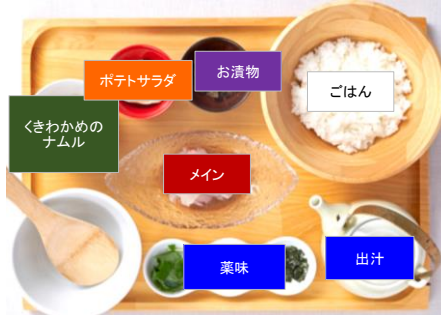 お漬物
ポテトサラダ
ごはん
くきわかめの
ナムル
メイン
薬味
出汁